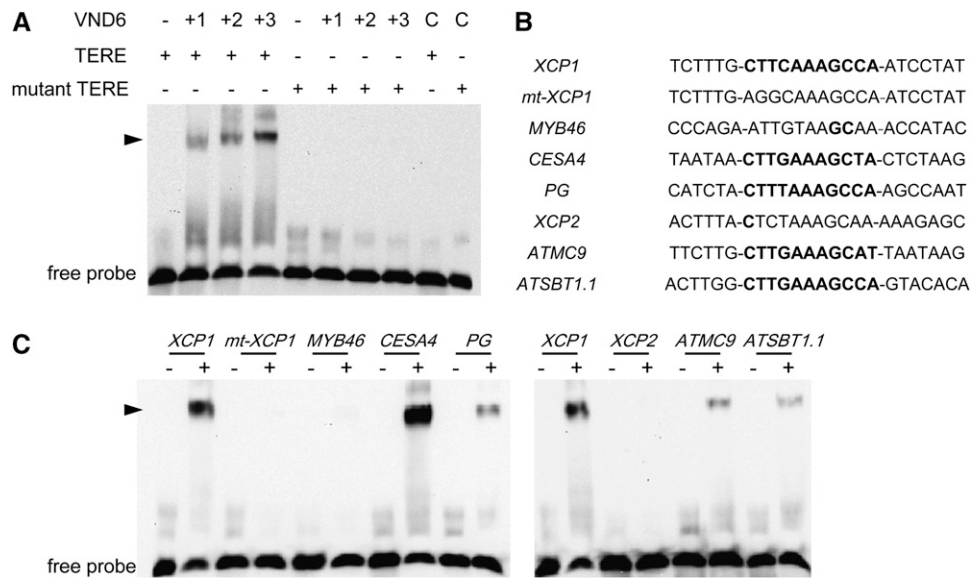 A
VND6 - +1 +2 +3 - +1 +2 +3 C C
TERE + + + + - - - - + -
mutant TERE - - - - + + + + - +
free probe
B
XCP1 TCTTTG-CTTCAAAGCCA-ATCCTAT
mt-XCP1 TCTTTG-AGGCAAAGCCA-ATCCTAT
MYB46 CCCAGA-ATTGTAAGCAA-ACCATAC
CESA4 TAATAA-CTTGAAAGCTA-CTCTAAG
PG CATCTA-CTTTAAAGCCA-AGCCAAT
XCP2 ACTTTA-CTCTAAAGCAA-AAAGAGC
ATMC9 TTCTTG-CTTGAAAGCAT-TAATAAG
ATSBT1.1 ACTTGG-CTTGAAAGCCA-GTACACA
C
XCP1 mt-XCP1 MYB46 CESA4 PG
- + - + - + - + - +
XCP1 XCP2 ATMC9 ATSBT1.1
- + - + - + - +
free probe